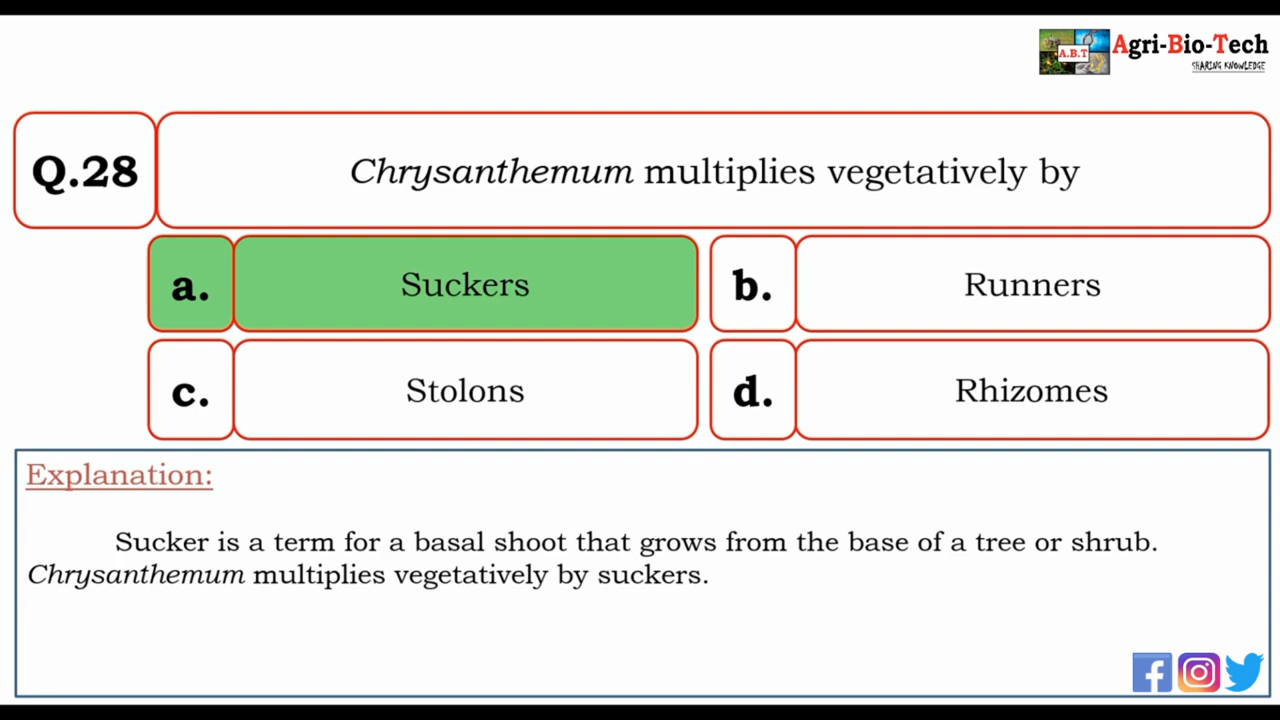 A.B.T
Agri-Bio-Tech
SHARING KNOWLEDGE
Q.28
Chrysanthemum multiplies vegetatively by
a.
Suckers
b.
Runners
c.
Stolons
d.
Rhizomes
Explanation:
Sucker is a term for a basal shoot that grows from the base of a tree or shrub.
Chrysanthemum multiplies vegetatively by suckers.